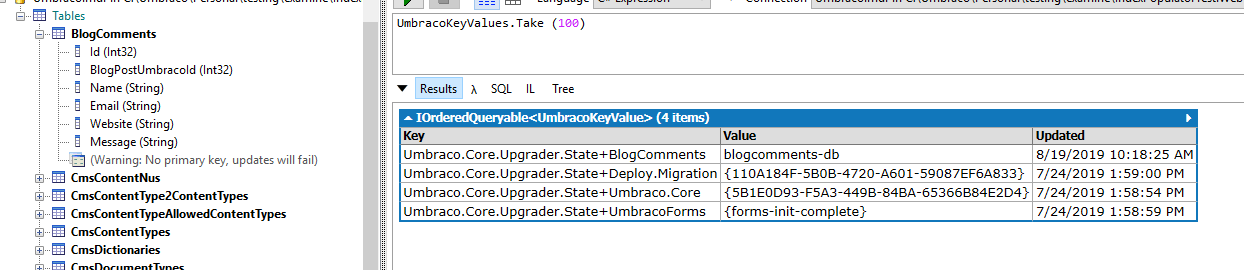 Tables
BlogComments
Id (Int32)
BlogPostUmbracoId (Int32)
Name (String)
Email (String)
Website (String)
Message (String)
(Warning: No primary key, updates will fail)
CmsContentNus
CmsContentType2ContentTypes
CmsContentTypeAllowedContentTypes
CmsContentTypes
CmsDictionaries
CmsDocumentTypes
Language
Expression
Connection
UmbracoKeyValues.Take (100)
Results λ SQL IL Tree
IOrderedQueryable<UmbracoKeyValue> (4 items)
Key Value Updated
Umbraco.Core.Upgrader.State+BlogComments blogcomments-db 8/19/2019 10:18:25 AM
Umbraco.Core.Upgrader.State+Deploy.Migration {110A184F-5B0B-4720-A601-59087EF6A833} 7/24/2019 1:59:00 PM
Umbraco.Core.Upgrader.State+Umbraco.Core {5B1E0D93-F5A3-449B-84BA-65366B84E2D4} 7/24/2019 1:58:54 PM
Umbraco.Core.Upgrader.State+UmbracoForms {forms-init-complete} 7/24/2019 1:58:59 PM